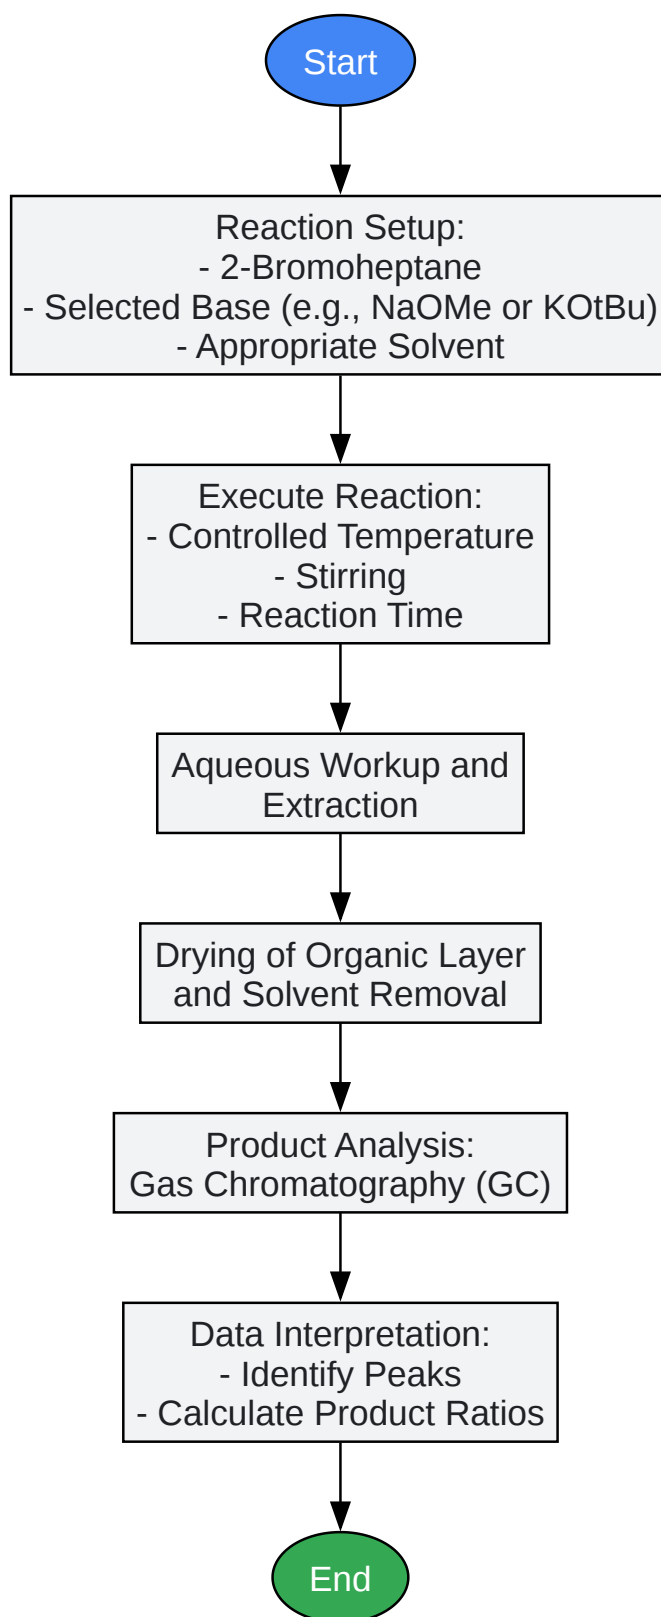 Start
Reaction Setup:
- 2-Bromoheptane
- Selected Base (e.g., NaOMe or KOtBu)
- Appropriate Solvent
Execute Reaction:
- Controlled Temperature
- Stirring
- Reaction Time
Aqueous Workup and
Extraction
Drying of Organic Layer
and Solvent Removal
Product Analysis:
Gas Chromatography (GC)
Data Interpretation:
- Identify Peaks
- Calculate Product Ratios
End